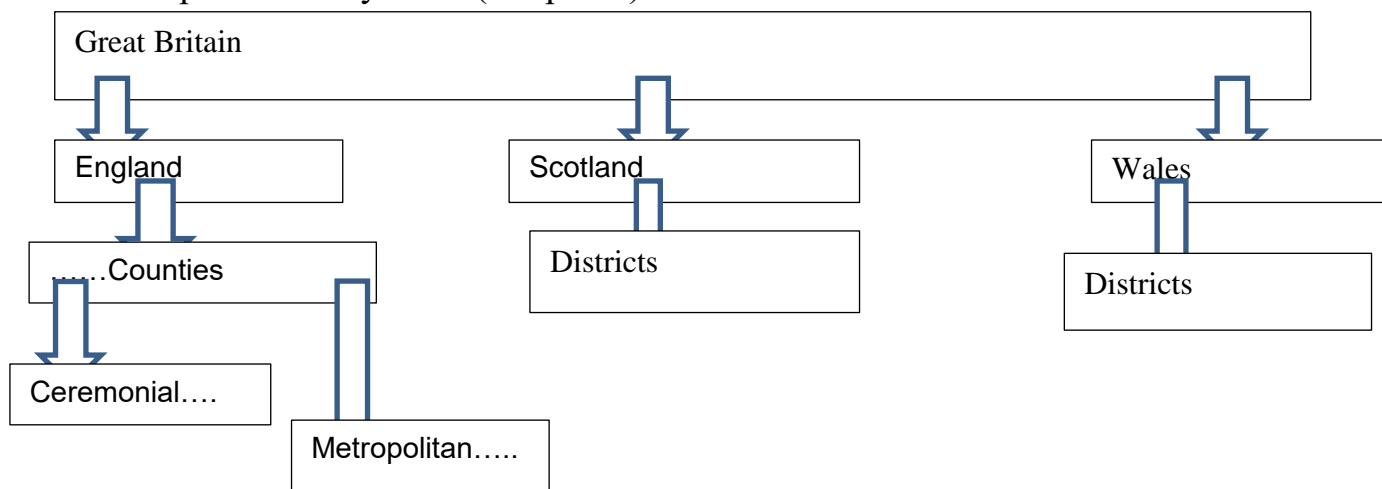 Great Britain
England
Scotland
Wales
……Counties
Districts
Districts
Ceremonial….
Metropolitan…..